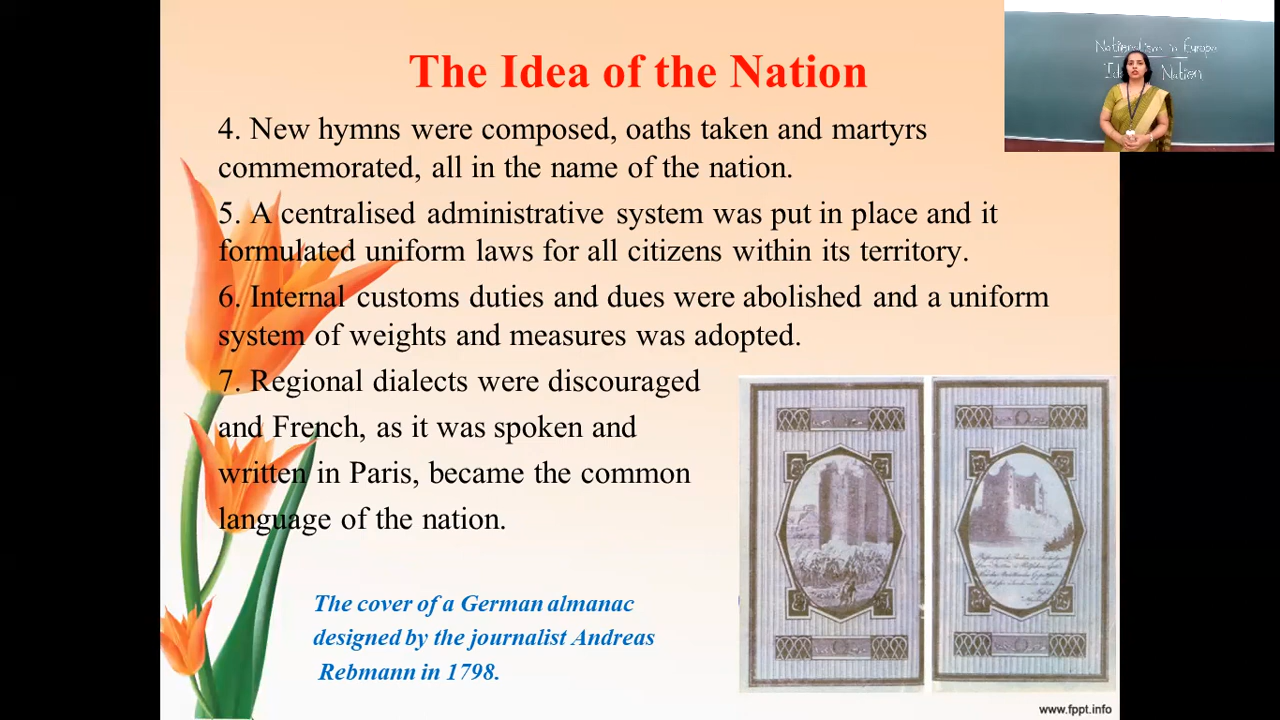 The Idea of the Nation
4. New hymns were composed, oaths taken and martyrs
commemorated, all in the name of the nation.
5. A centralised administrative system was put in place and it
formulated uniform laws for all citizens within its territory.
6. Internal customs duties and dues were abolished and a uniform
system of weights and measures was adopted.
7. Regional dialects were discouraged
and French, as it was spoken and
written in Paris, became the common
language of the nation.
The cover of a German almanac
designed by the journalist Andreas
Rebmann in 1798.
www.fppt.info
Nationalism in Europe
Nation